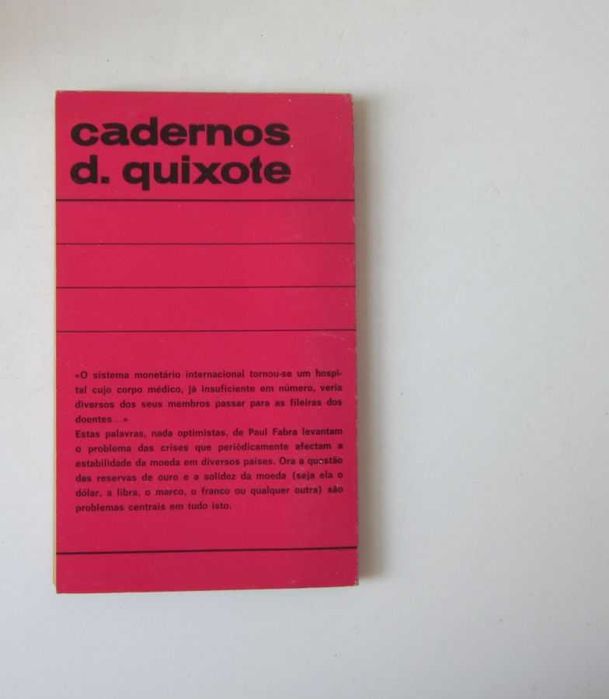 cadernos
d. quixote
«O sistema monetário internacional tornou-se um hospi-
tal cujo corpo médico, já insuficiente em número, veria
diversos dos seus membros passar para as fileiras dos
doentes...»
Estas palavras, nada optimistas, de Paul Fabra levantam
o problema das crises que periòdicamente afectam a
estabilidade da moeda em diversos países. Ora a questão
das reservas de ouro e a solidez da moeda (seja ela o
dólar, a libra, o marco, o franco ou qualquer outra) são
problemas centrais em tudo isto.